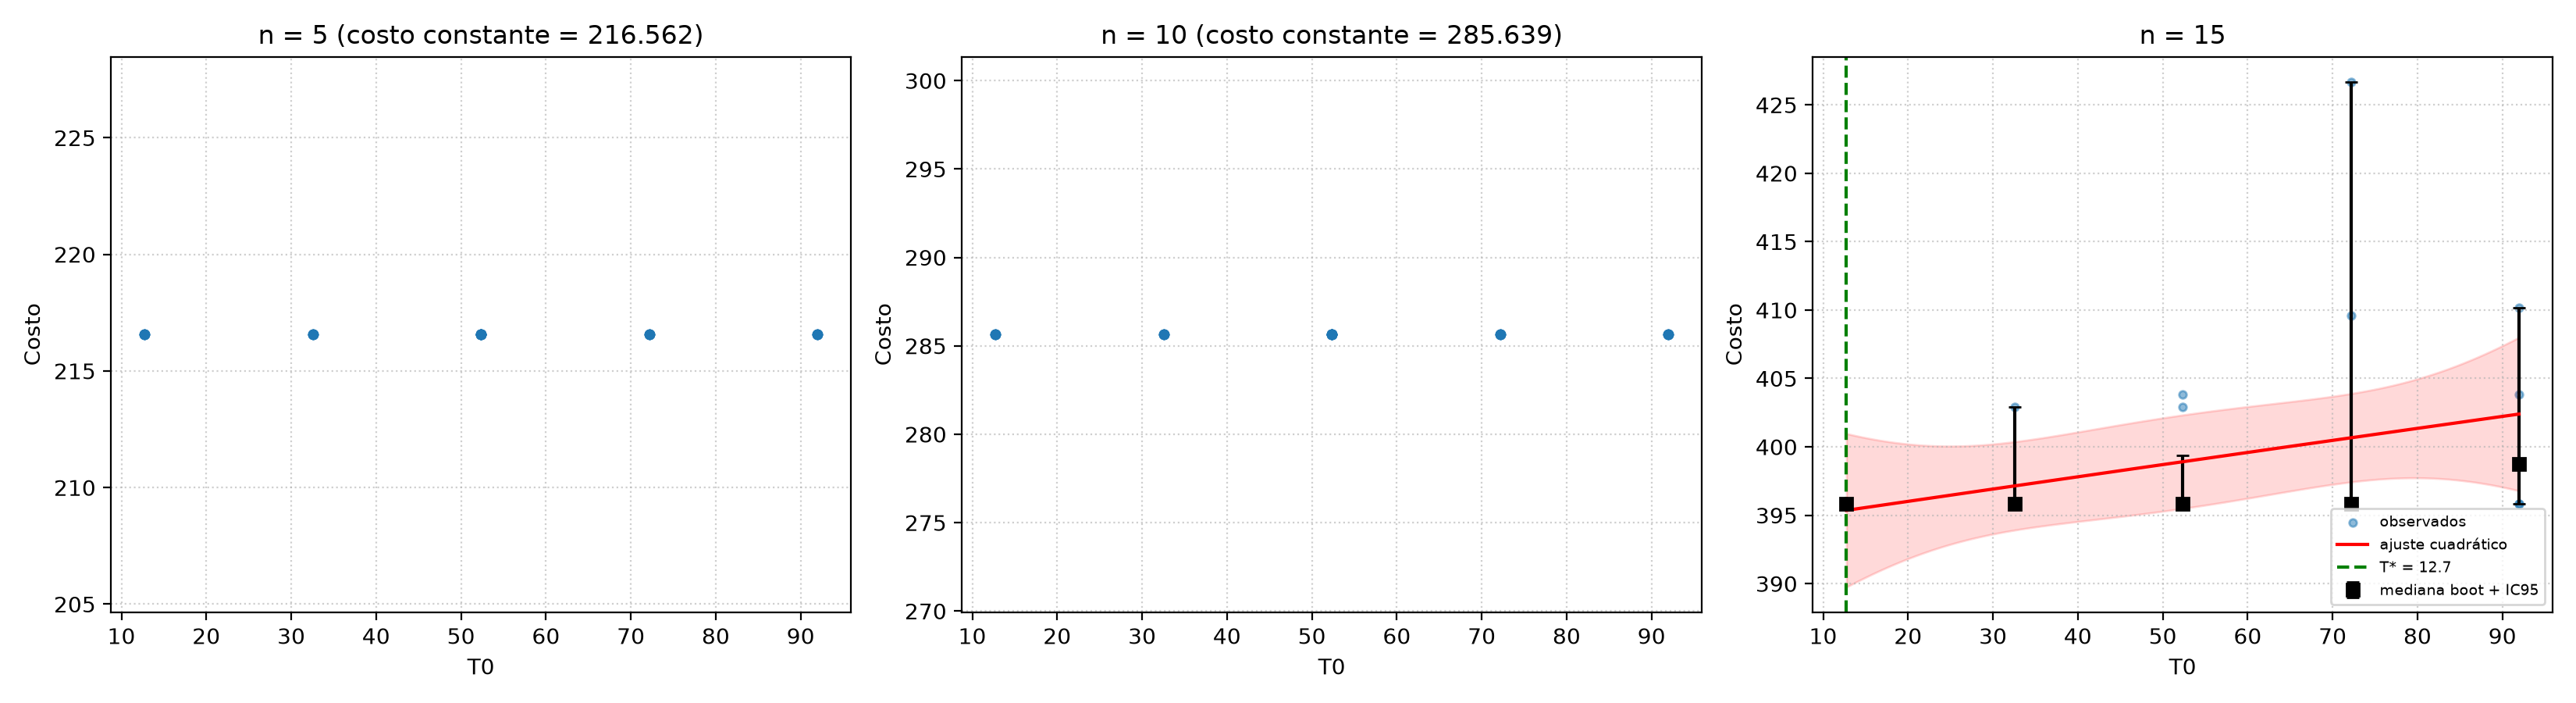 n = 5 (costo constante = 216.562)
Costo
225
220
215
210
205
10 20 30 40 50 60 70 80 90
T0
n = 10 (costo constante = 285.639)
Costo
300
295
290
285
280
275
270
10 20 30 40 50 60 70 80 90
T0
n = 15
Costo
425
420
415
410
405
400
395
390
10 20 30 40 50 60 70 80 90
T0
observados
ajuste cuadrático
T* = 12.7
mediana boot + IC95